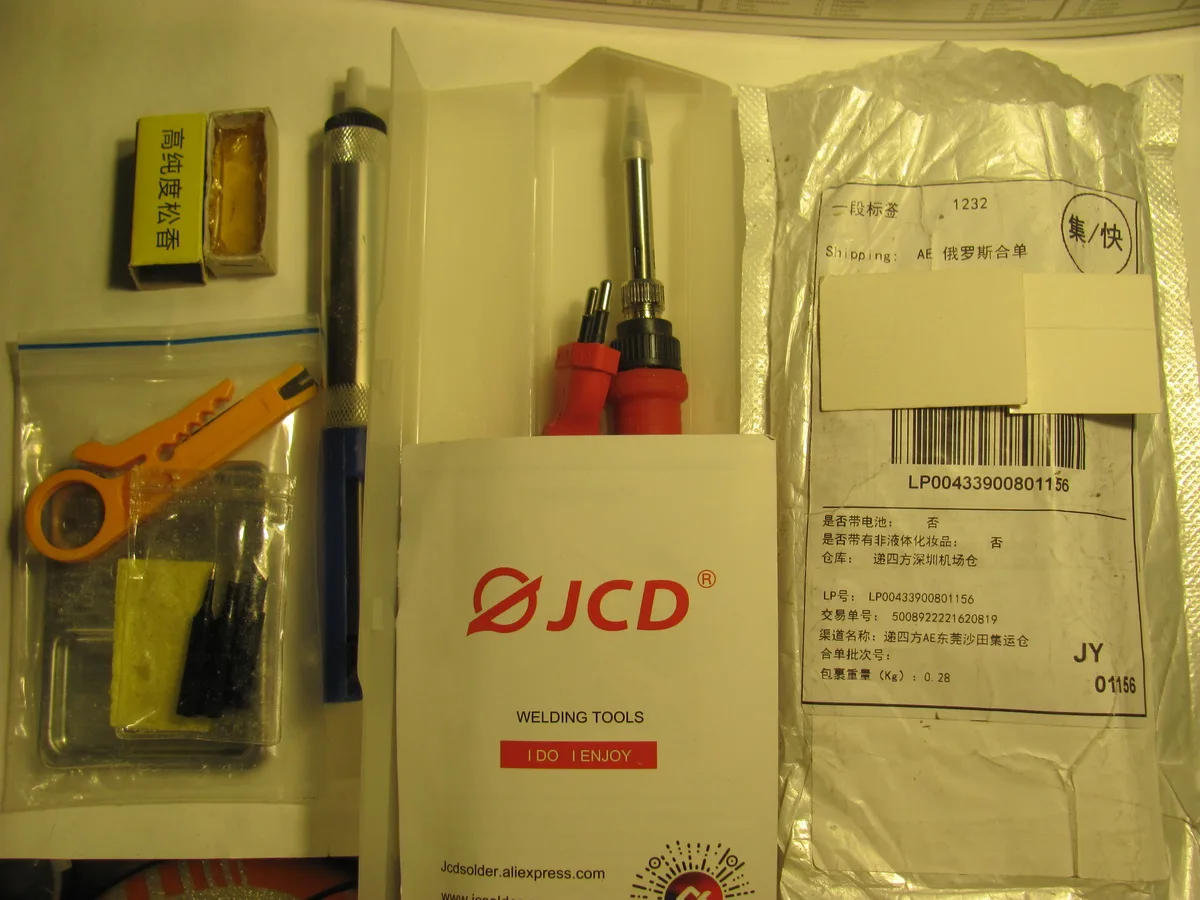 高纯度松香
JCD®
WELDING TOOLS
I DO I ENJOY
Jcdsolder.aliexpress.com
一段标签 1232
集/快
Shipping: AE 俄罗斯合单
LP00433900801156
是否带电池: 否
是否带有非液体化妆品: 否
仓库: 递四方深圳机场仓
LP号: LP00433900801156
交易单号: 5008922221620819
渠道名称: 递四方AE东莞沙田集运仓
合单批次号:
包裹重量 (Kg): 0.28
JY
01156